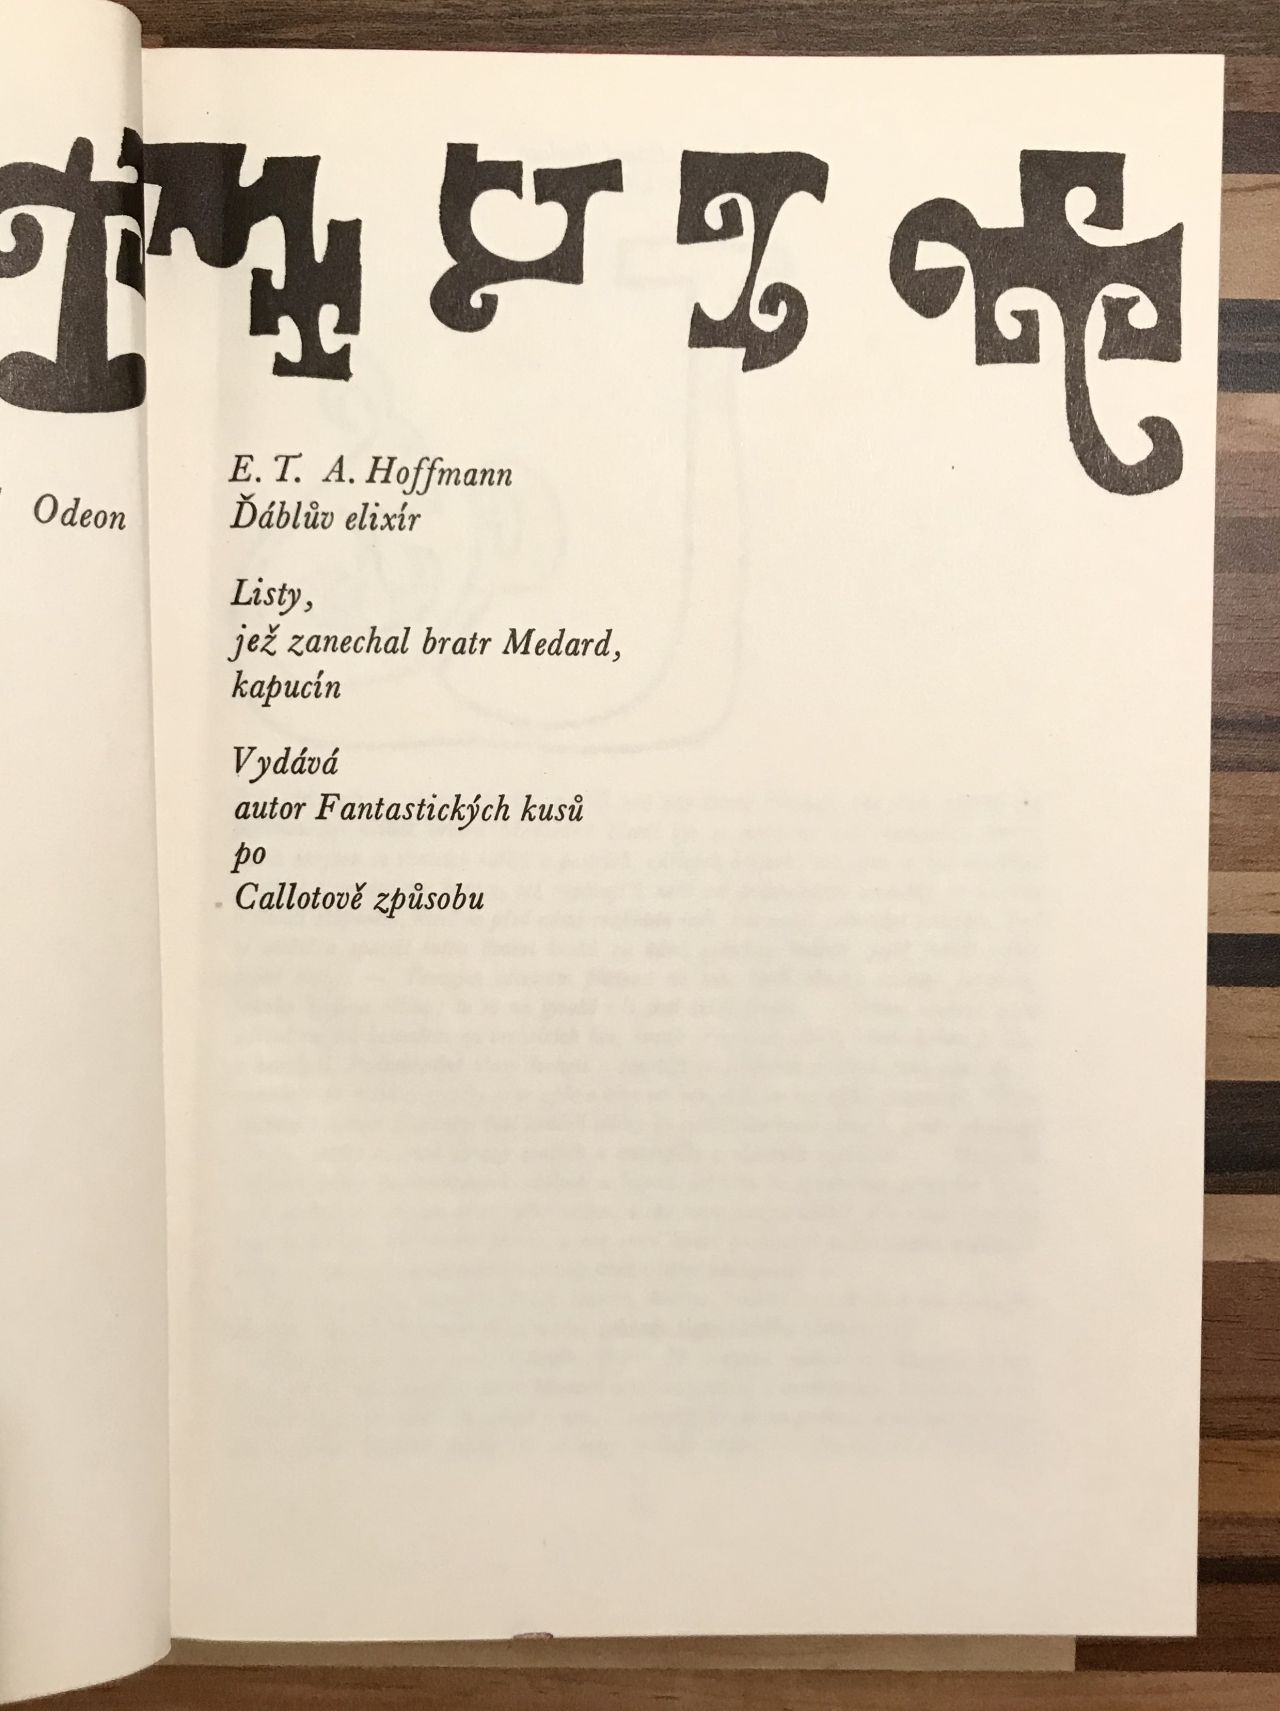 Odeon
E. T. A. Hoffmann
Ďáblův elixír
Listy,
jež zanechal bratr Medard,
kapucín
Vydává
autor Fantastických kusů
po
Callotově způsobu